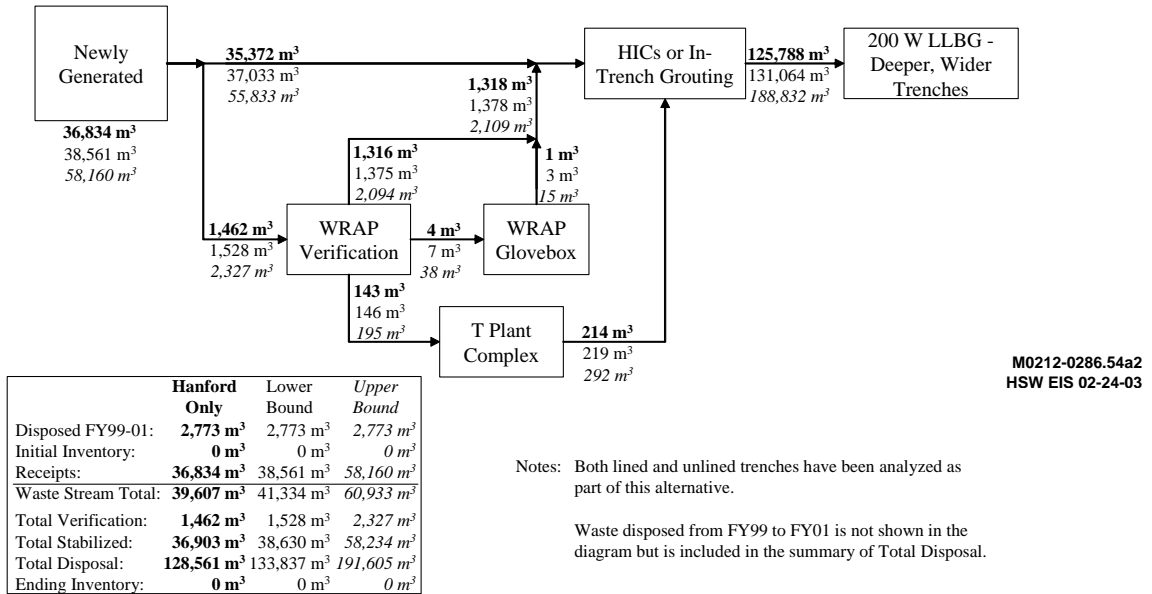 Newly
Generated
36,834 m³
38,561 m³
58,160 m³
35,372 m³
37,033 m³
55,833 m³
1,318 m³
1,378 m³
2,109 m³
HICs or In-
Trench Grouting
125,788 m³
131,064 m³
188,832 m³
200 W LLBG -
Deeper, Wider
Trenches
1,316 m³
1,375 m³
2,094 m³
1 m³
3 m³
15 m³
1,462 m³
1,528 m³
2,327 m³
WRAP
Verification
4 m³
7 m³
38 m³
WRAP
Glovebox
143 m³
146 m³
195 m³
T Plant
Complex
214 m³
219 m³
292 m³
M0212-0286.54a2
HSW EIS 02-24-03
Hanford Lower Upper
Only Bound Bound
Disposed FY99-01: 2,773 m³ 2,773 m³ 2,773 m³
Initial Inventory: 0 m³ 0 m³ 0 m³
Receipts: 36,834 m³ 38,561 m³ 58,160 m³
Waste Stream Total: 39,607 m³ 41,334 m³ 60,933 m³
Total Verification: 1,462 m³ 1,528 m³ 2,327 m³
Total Stabilized: 36,903 m³ 38,630 m³ 58,234 m³
Total Disposal: 128,561 m³ 133,837 m³ 191,605 m³
Ending Inventory: 0 m³ 0 m³ 0 m³
Notes: Both lined and unlined trenches have been analyzed as
part of this alternative.
Waste disposed from FY99 to FY01 is not shown in the
diagram but is included in the summary of Total Disposal.